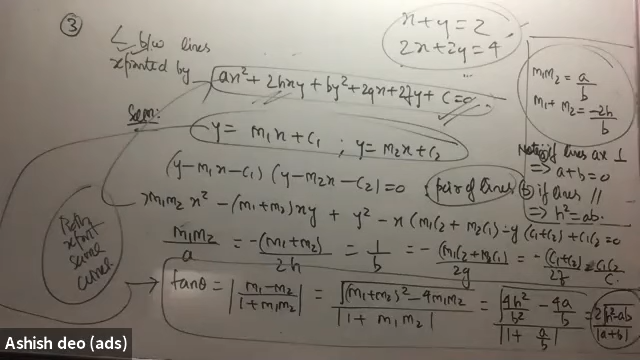 ③
∠ b/w lines
x+y=2
2x+2y=4
rpanted by
ax²+2hxy+by²+2gx+2fy+c=0
m₁m₂ = a/b
m₁+m₂ = -2h/b
Soln:
y = m₁x+c₁ ; y = m₂x+c₂
(y-m₁x-c₁)(y-m₂x-c₂)=0
pair of lines
Note: if lines are ⊥
⇒ a+b=0
if lines //
⇒ h²=ab.
m₁m₂x² -(m₁+m₂)xy + y² - x(m₁c₂+m₂c₁)-y(c₁+c₂)+c₁c₂=0
m₁m₂/a = -(m₁+m₂)/2h = 1/b = -(m₁c₂+m₂c₁)/2g = -(c₁+c₂)/2f = c₁c₂/c
Both
rpant
same
curve
tanθ = |m₁-m₂/1+m₁m₂| = √(m₁+m₂)²-4m₁m₂/|1+m₁m₂| = √4h²/b² - 4a/b/|1+a/b| = 2√h²-ab/|a+b|
Ashish deo (ads)